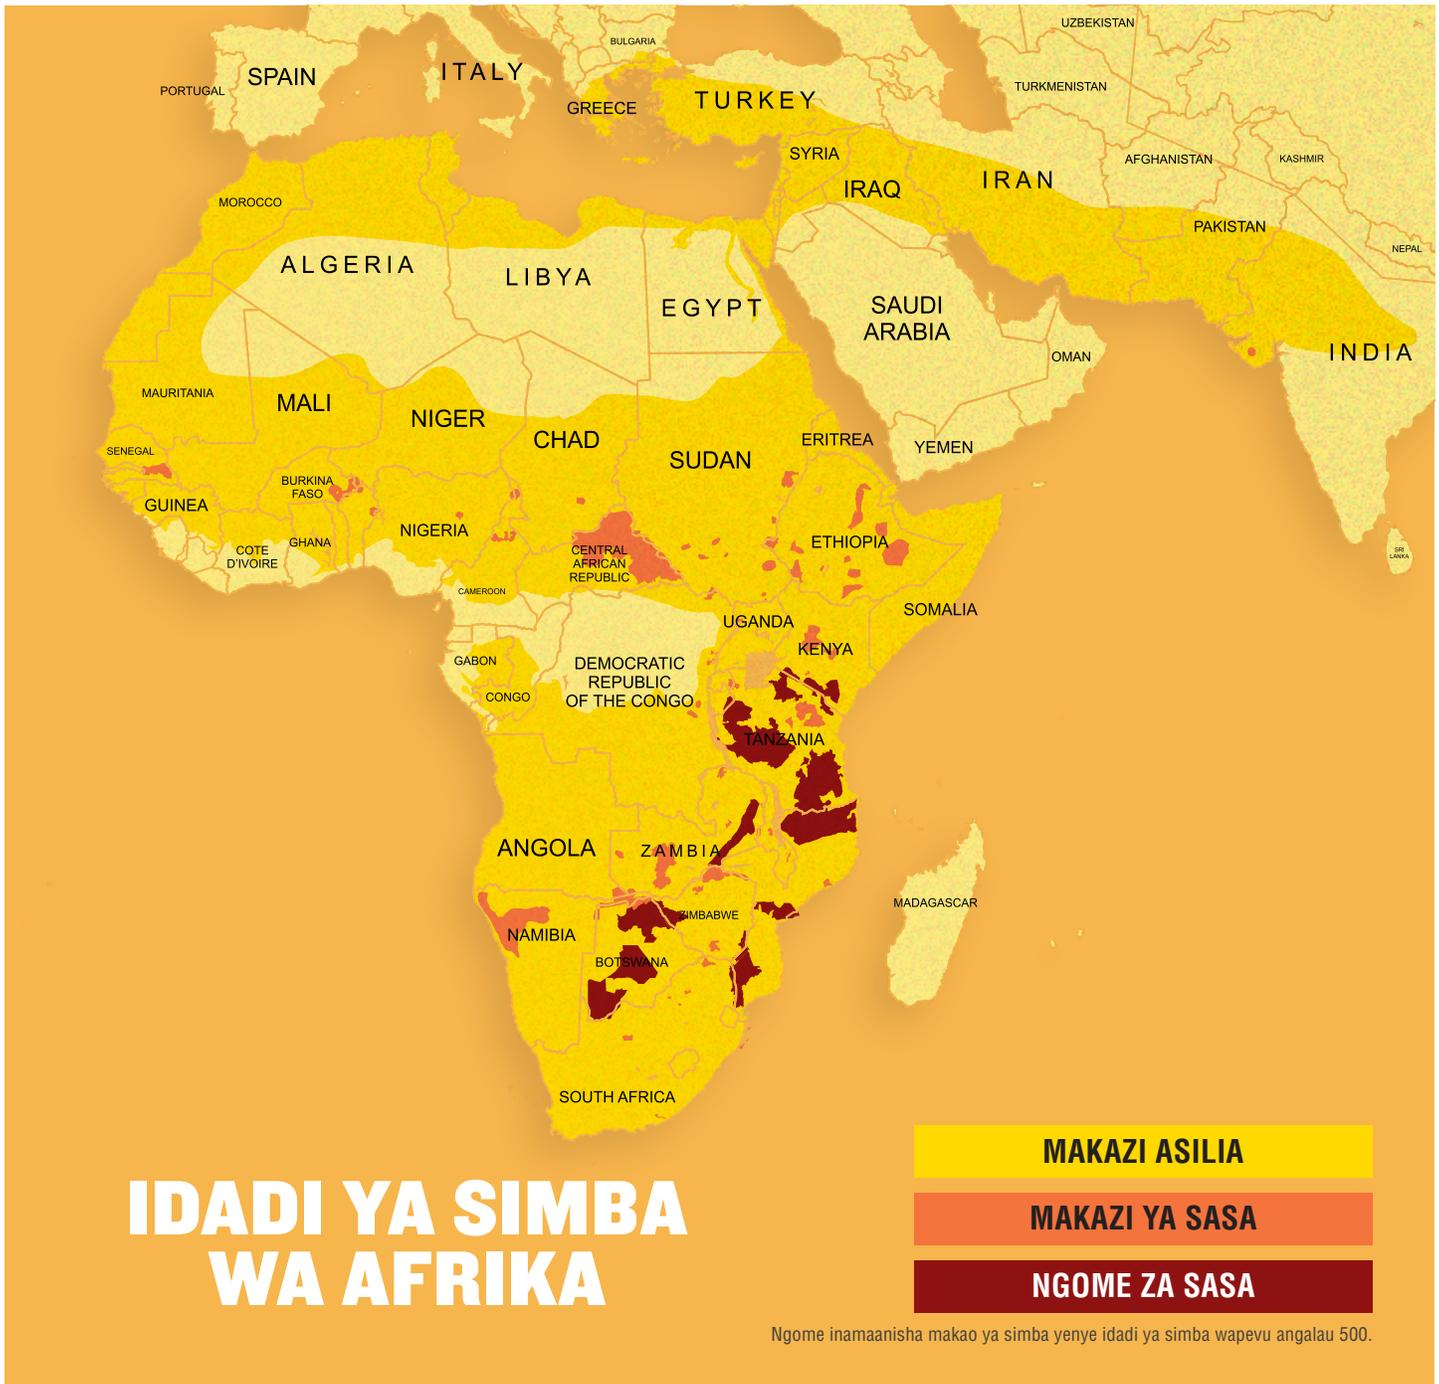 UZBEKISTAN
BULGARIA
ITALY
SPAIN
PORTUGAL
TURKMENISTAN
TURKEY
GREECE
SYRIA
AFGHANISTAN
KASHMIR
IRAQ
IRAN
MOROCCO
PAKISTAN
NEPAL
ALGERIA
LIBYA
EGYPT
SAUDI
ARABIA
OMAN
INDIA
MAURITANIA
MALI
NIGER
CHAD
SUDAN
ERITREA
YEMEN
SENEGAL
BURKINA
FASO
GUINEA
NIGERIA
GHANA
COTE
D'IVOIRE
CENTRAL
AFRICAN
REPUBLIC
ETHIOPIA
SRI
LANKA
CAMEROON
SOMALIA
UGANDA
KENYA
GABON
DEMOCRATIC
REPUBLIC
OF THE CONGO
CONGO
TANZANIA
ANGOLA
ZAMBIA
MADAGASCAR
ZIMBABWE
NAMIBIA
BOTSWANA
SOUTH AFRICA
IDADI YA SIMBA
WA AFRIKA
MAKAZI ASILIA
MAKAZI YA SASA
NGOME ZA SASA
Ngome inamaanisha makao ya simba yenye idadi ya simba wapevu angalau 500.